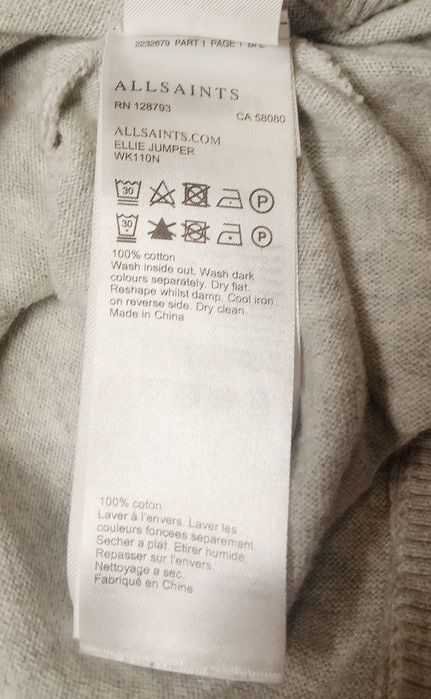 2232679 PART 1 PAGE 1
ALLSAINTS
RN 128793 CA 58080
ALLSAINTS.COM
ELLIE JUMPER
WK110N
30 P
30 P
100% cotton
Wash inside out. Wash dark
colours separately. Dry flat.
Reshape whilst damp. Cool iron
on reverse side. Dry clean.
Made in China
100% coton
Laver à l'envers. Laver les
couleurs foncees separement.
Secher a plat. Etirer humide.
Repasser sur l'envers.
Nettoyage a sec.
Fabriqué en Chine